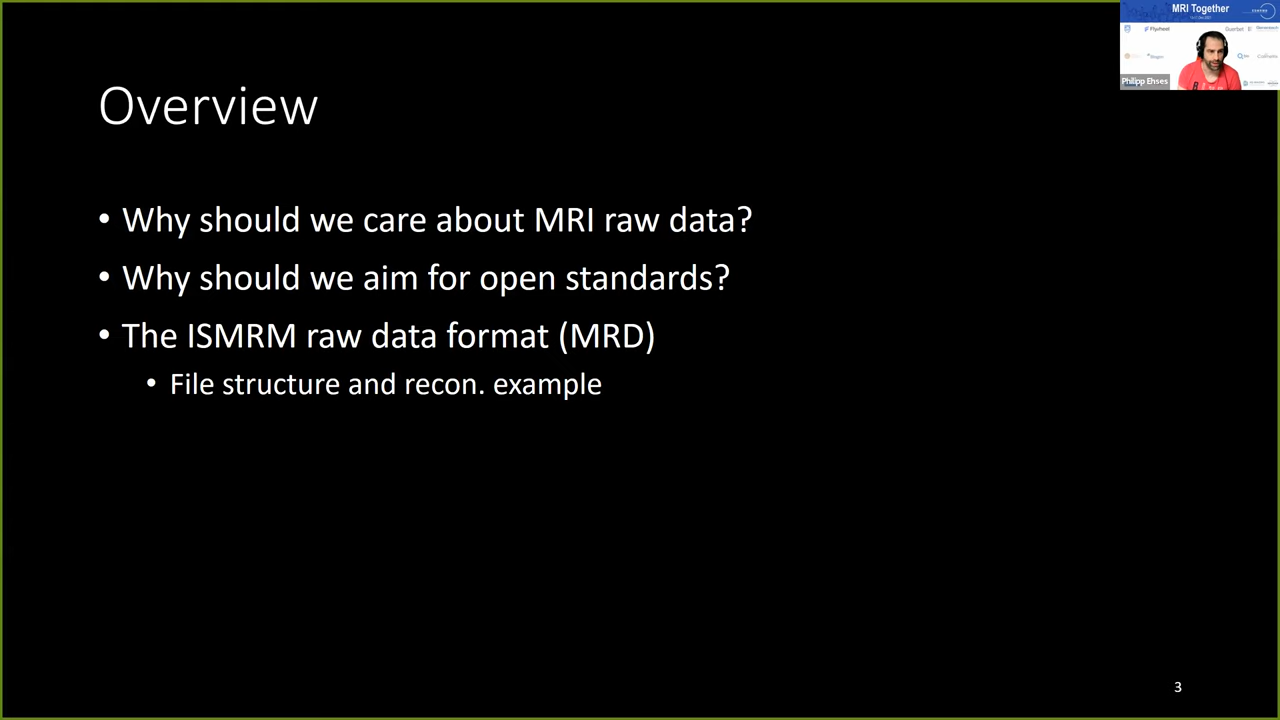 MRI Together
Flywheel
Philipp Ehses
Overview
• Why should we care about MRI raw data?
• Why should we aim for open standards?
• The ISMRM raw data format (MRD)
• File structure and recon. example
3